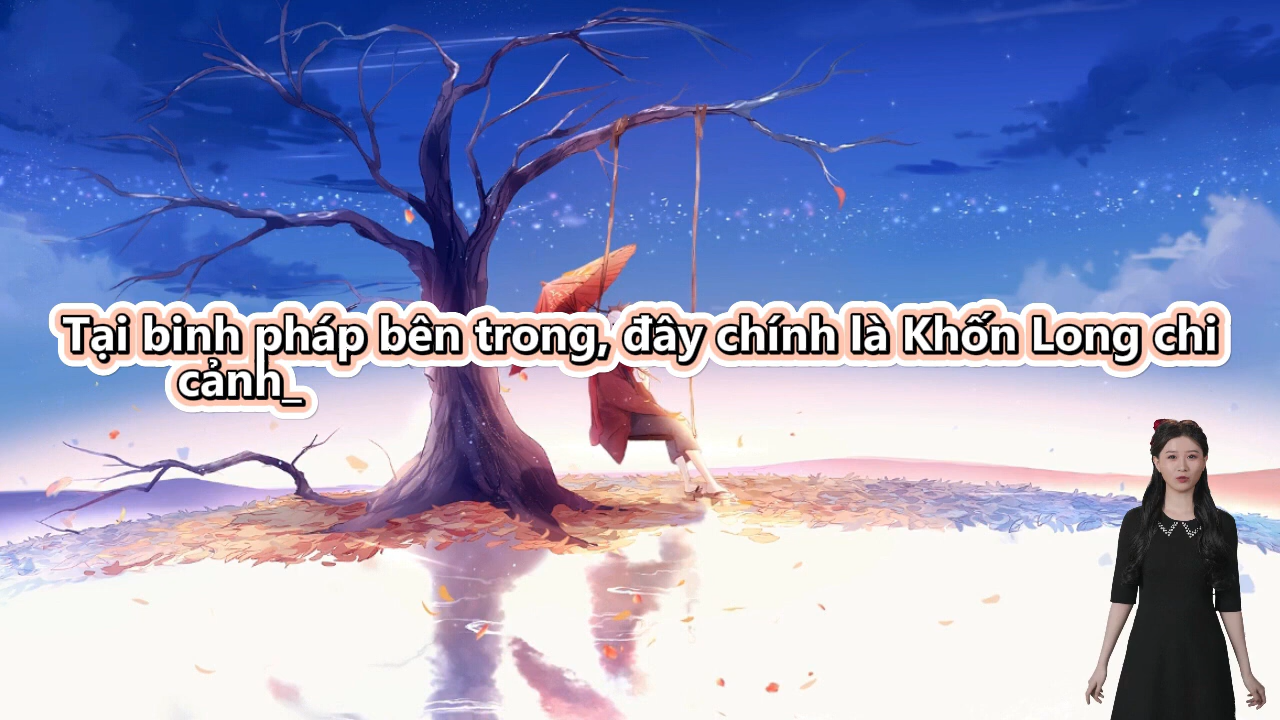 Tại binh pháp bên trong, đây chính là Khốn Long chi
cảnh_